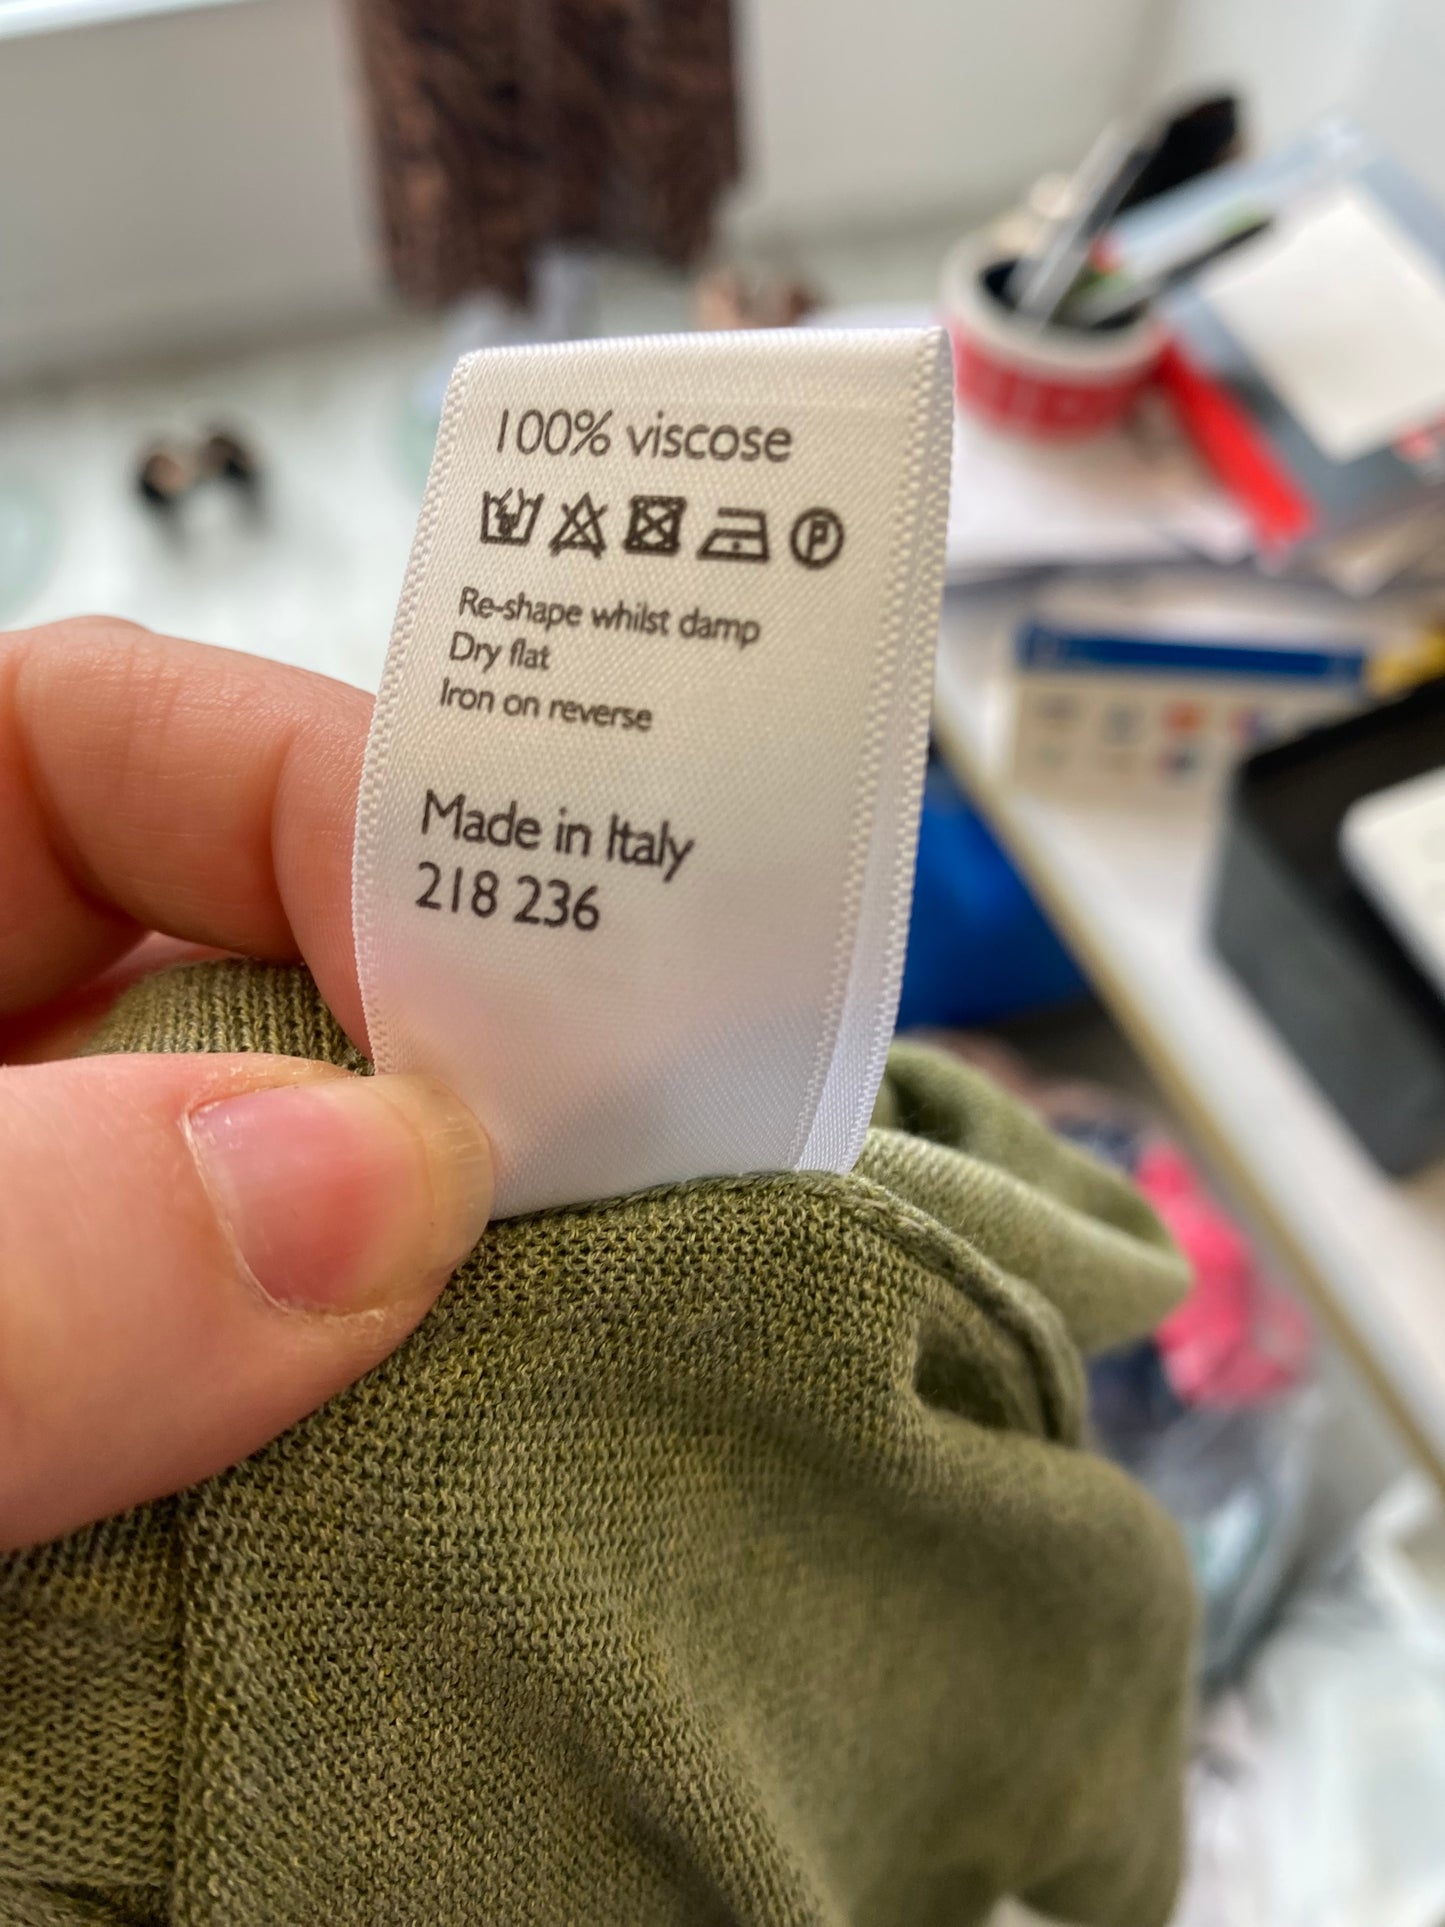 100% viscose
P
Re-shape whilst damp
Dry flat
Iron on reverse
Made in Italy
218 236